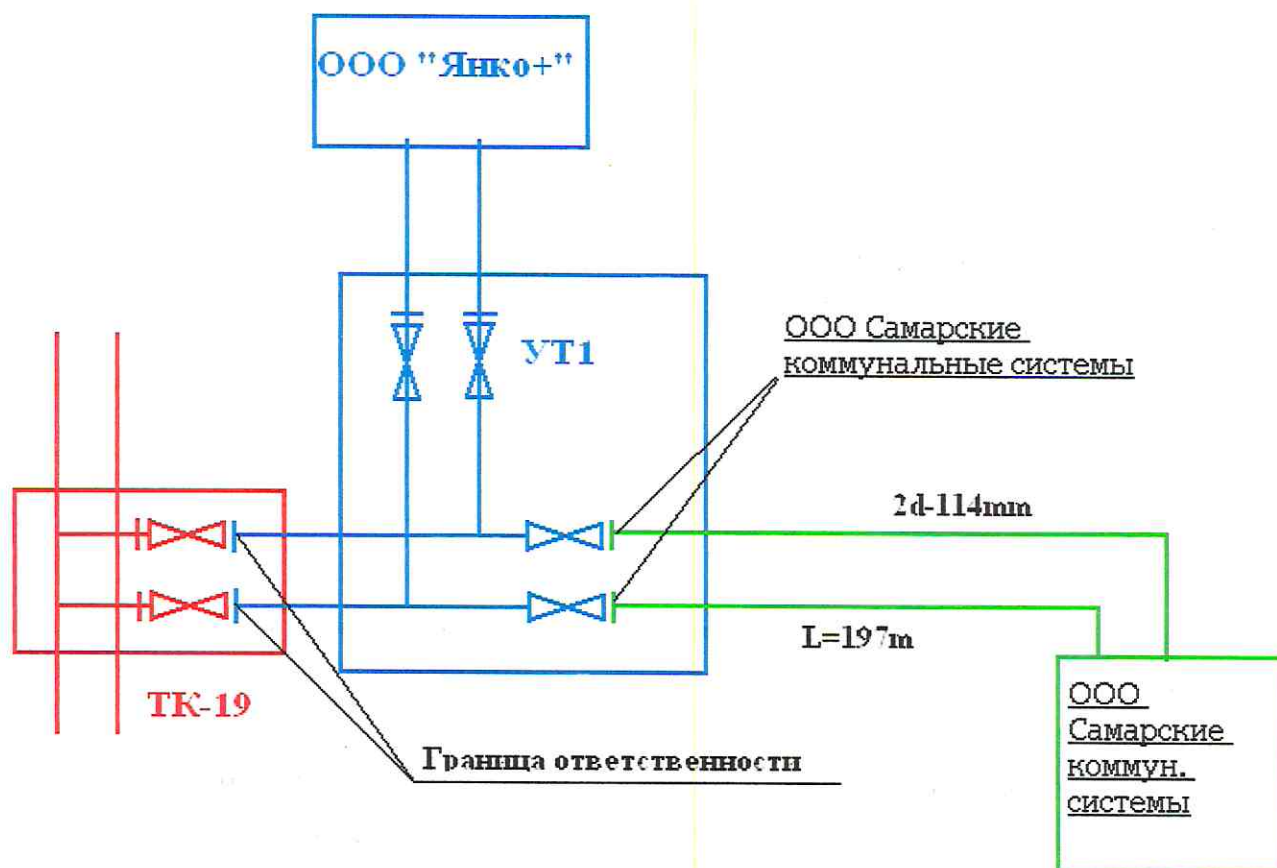 ООО "Янко+"
УТ1
ООО Самарские
коммунальные системы
2d-114mm
L=197m
ТК-19
Граница ответственности
ООО
Самарские
коммун.
системы